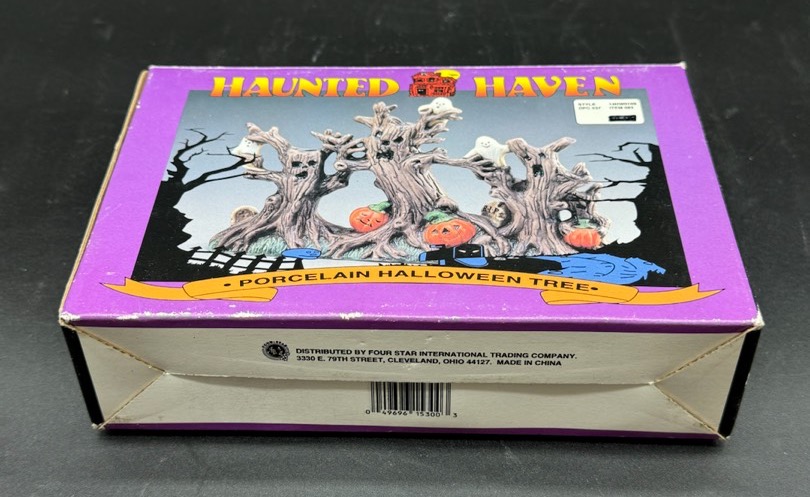 HAUNTED HAVEN
STYLE
• PORCELAIN HALLOWEEN TREE •
DISTRIBUTED BY FOUR STAR INTERNATIONAL TRADING COMPANY.
3330 E. 79TH STREET, CLEVELAND, OHIO 44127. MADE IN CHINA
0 49696 15300 3